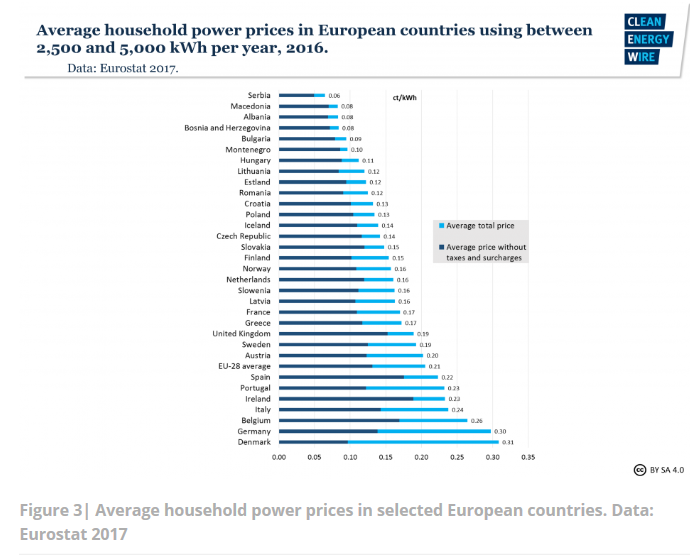 Average household power prices in European countries using between
2,500 and 5,000 kWh per year, 2016.
Data: Eurostat 2017.
CLEAN
ENERGY
WIRE
ct/kWh
Serbia 0.06
Macedonia 0.08
Albania 0.08
Bosnia and Herzegovina 0.08
Bulgaria 0.09
Montenegro 0.10
Hungary 0.11
Lithuania 0.12
Estland 0.12
Romania 0.12
Croatia 0.13
Poland 0.13
Iceland 0.14
Czech Republic 0.14
Slovakia 0.15
Finland 0.15
Norway 0.16
Netherlands 0.16
Slowenia 0.16
Latvia 0.16
France 0.17
Greece 0.17
United Kingdom 0.19
Sweden 0.19
Austria 0.20
EU-28 average 0.21
Spain 0.22
Portugal 0.23
Ireland 0.23
Italy 0.24
Belgium 0.26
Germany 0.30
Denmark 0.31
Average total price
Average price without
taxes and surcharges
0.00 0.05 0.10 0.15 0.20 0.25 0.30 0.35
cc BY SA 4.0
Figure 3| Average household power prices in selected European countries. Data:
Eurostat 2017